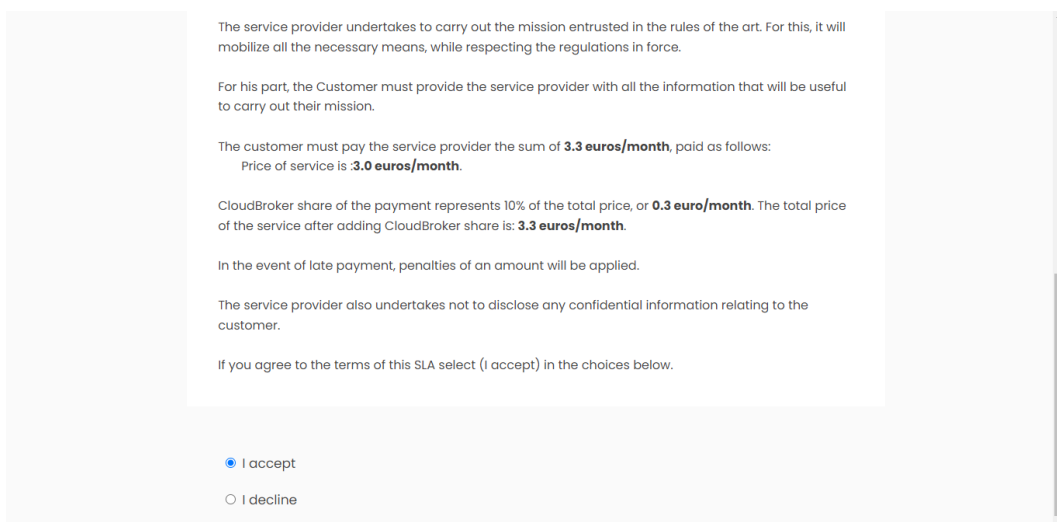 The service provider undertakes to carry out the mission entrusted in the rules of the art. For this, it will
mobilize all the necessary means, while respecting the regulations in force.
For his part, the Customer must provide the service provider with all the information that will be useful
to carry out their mission.
The customer must pay the service provider the sum of 3.3 euros/month, paid as follows:
Price of service is :3.0 euros/month.
CloudBroker share of the payment represents 10% of the total price, or 0.3 euro/month. The total price
of the service after adding CloudBroker share is: 3.3 euros/month.
In the event of late payment, penalties of an amount will be applied.
The service provider also undertakes not to disclose any confidential information relating to the
customer.
If you agree to the terms of this SLA select (I accept) in the choices below.
I accept
I decline